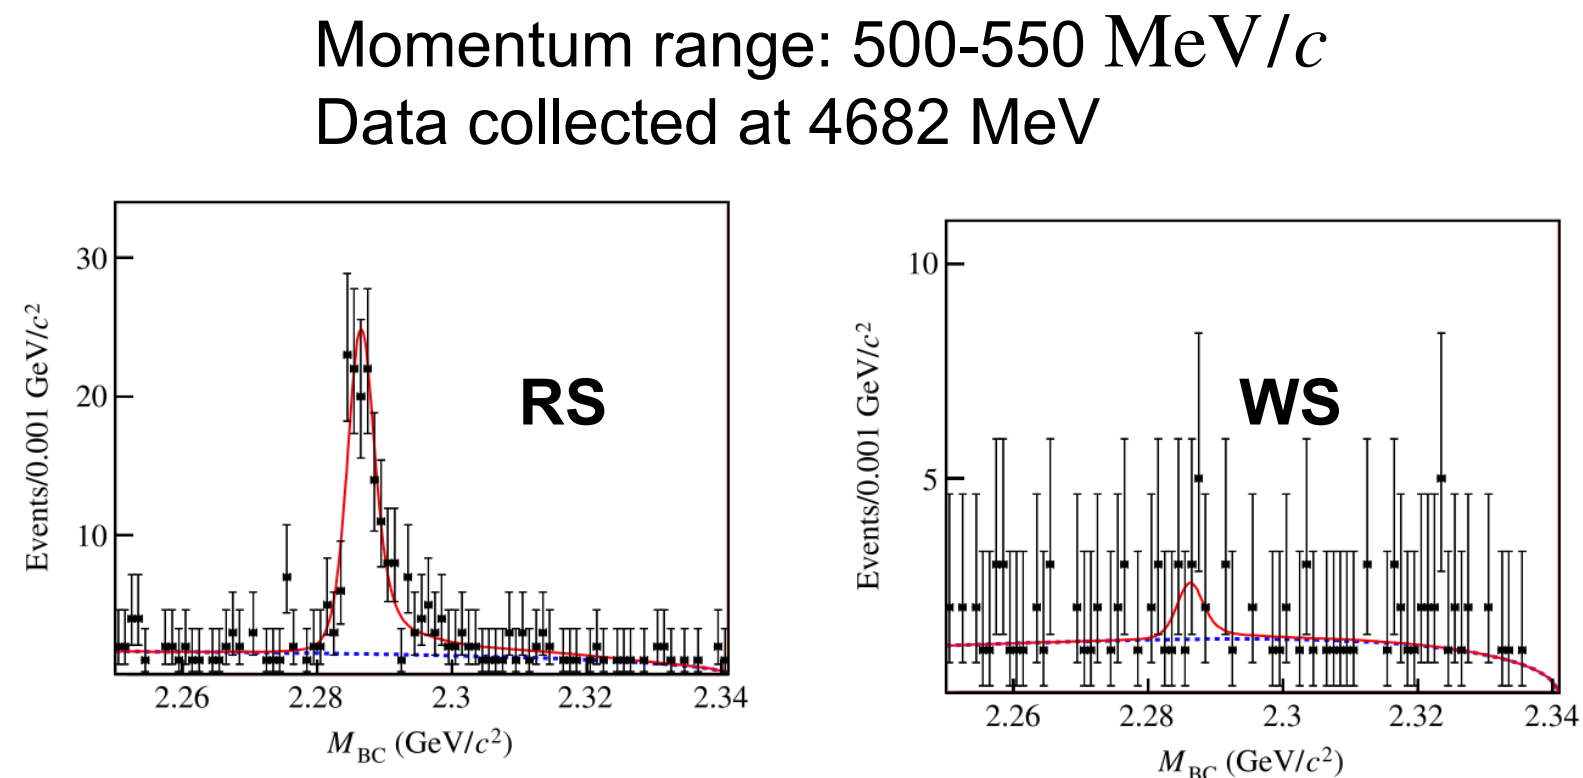 Momentum range: 500-550 MeV/c
Data collected at 4682 MeV
30
20
10
Events/0.001 GeV/c²
RS
2.26 2.28 2.3 2.32 2.34
M_BC (GeV/c²)
10
5
Events/0.001 GeV/c²
WS
2.26 2.28 2.3 2.32 2.34
M_BC (GeV/c²)